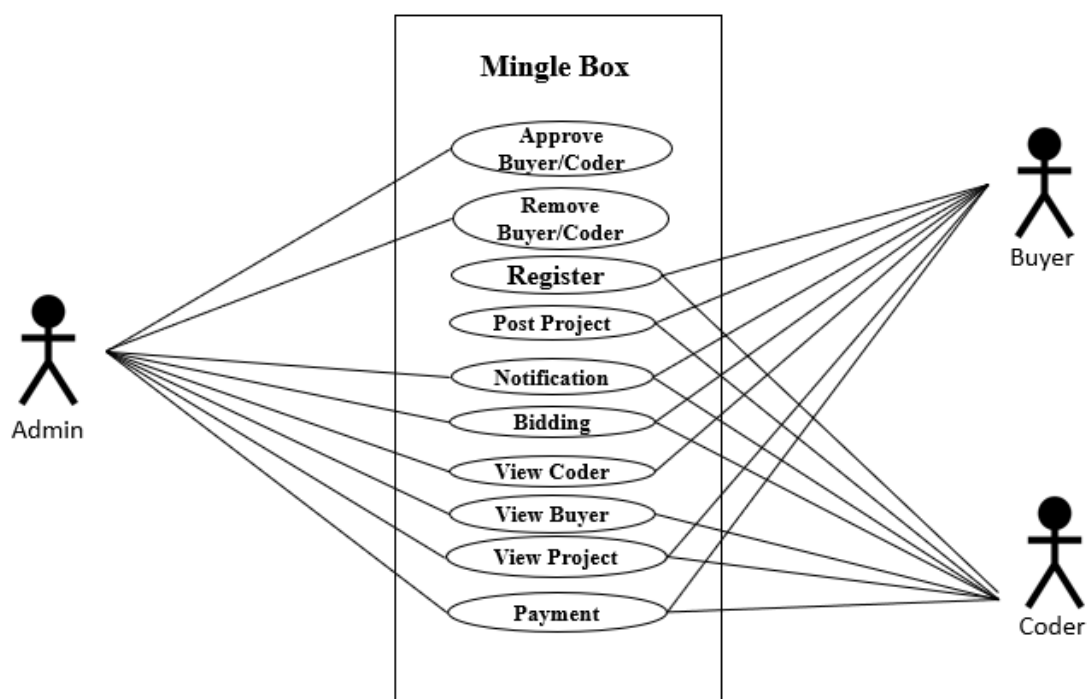 Mingle Box
Approve
Buyer/Coder
Remove
Buyer/Coder
Register
Post Project
Notification
Bidding
View Coder
View Buyer
View Project
Payment
Admin
Buyer
Coder